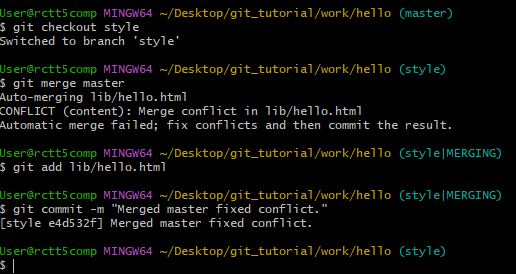 User@rctt5comp MINGW64 ~/Desktop/git_tutorial/work/hello (master)
$ git checkout style
Switched to branch 'style'
User@rctt5comp MINGW64 ~/Desktop/git_tutorial/work/hello (style)
$ git merge master
Auto-merging lib/hello.html
CONFLICT (content): Merge conflict in lib/hello.html
Automatic merge failed; fix conflicts and then commit the result.
User@rctt5comp MINGW64 ~/Desktop/git_tutorial/work/hello (style|MERGING)
$ git add lib/hello.html
User@rctt5comp MINGW64 ~/Desktop/git_tutorial/work/hello (style|MERGING)
$ git commit -m "Merged master fixed conflict."
[style e4d532f] Merged master fixed conflict.
User@rctt5comp MINGW64 ~/Desktop/git_tutorial/work/hello (style)
$